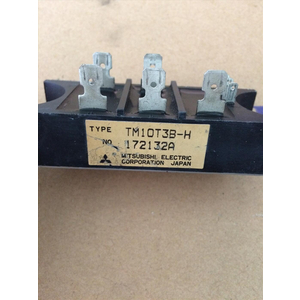 TYPE TM10T3B-H
NO. 172132A
MITSUBISHI ELECTRIC
CORPORATION JAPAN